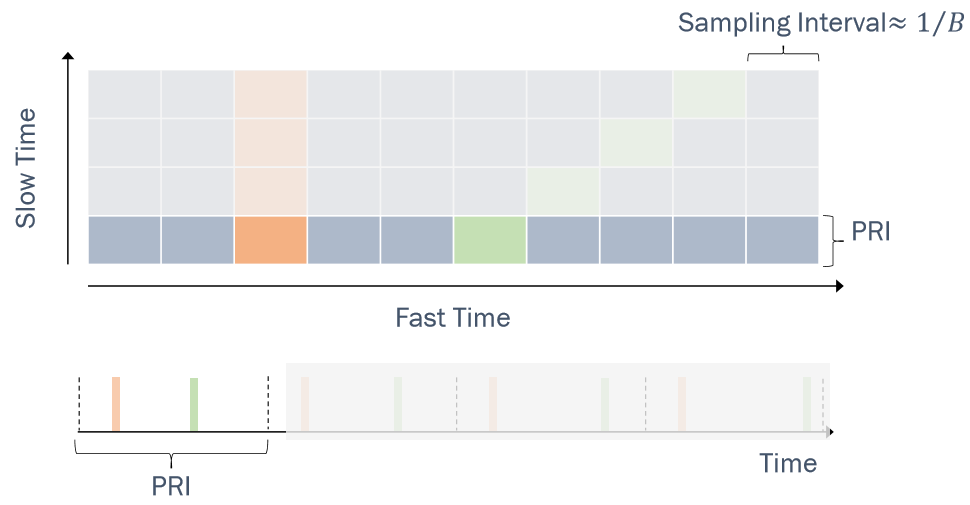 Sampling Interval≈ 1/B
Slow Time
PRI
Fast Time
Time
PRI